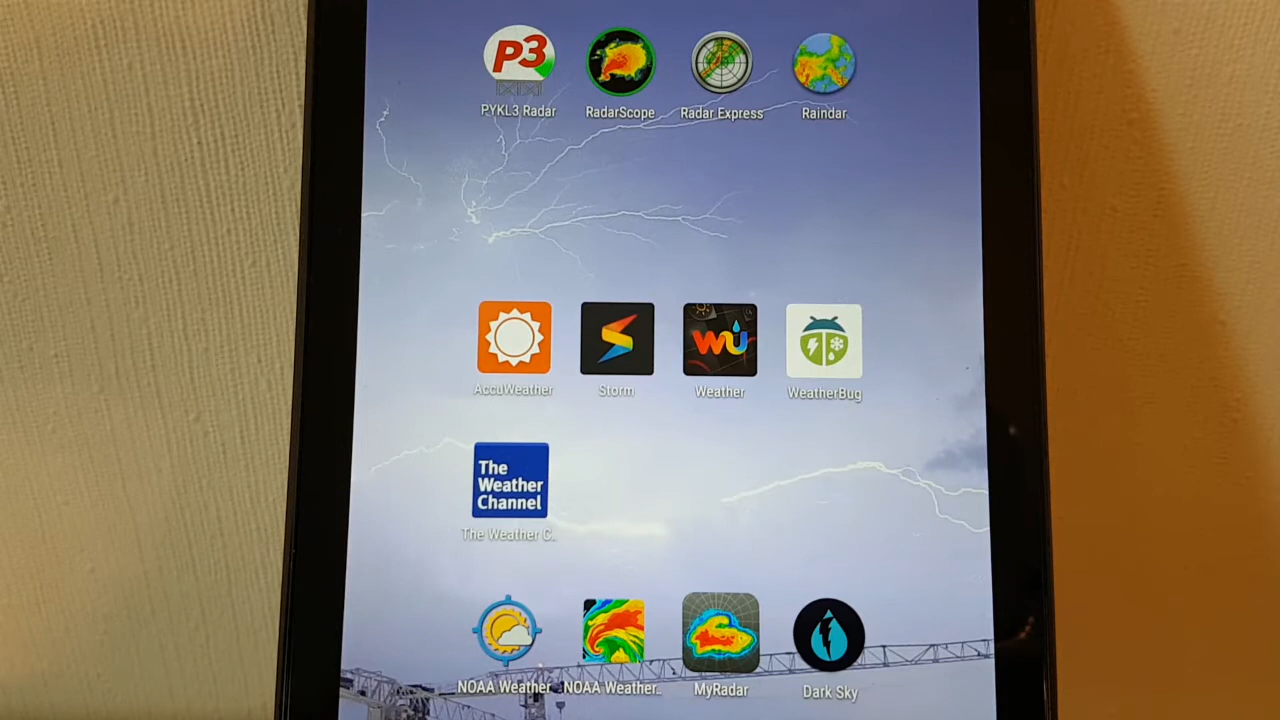 P3
PYKL3 Radar
RadarScope
Radar Express
Raindar
wu
AccuWeather
Storm
Weather
WeatherBug
The
Weather
Channel
The Weather C..
NOAA Weather
NOAA Weather..
MyRadar
Dark Sky